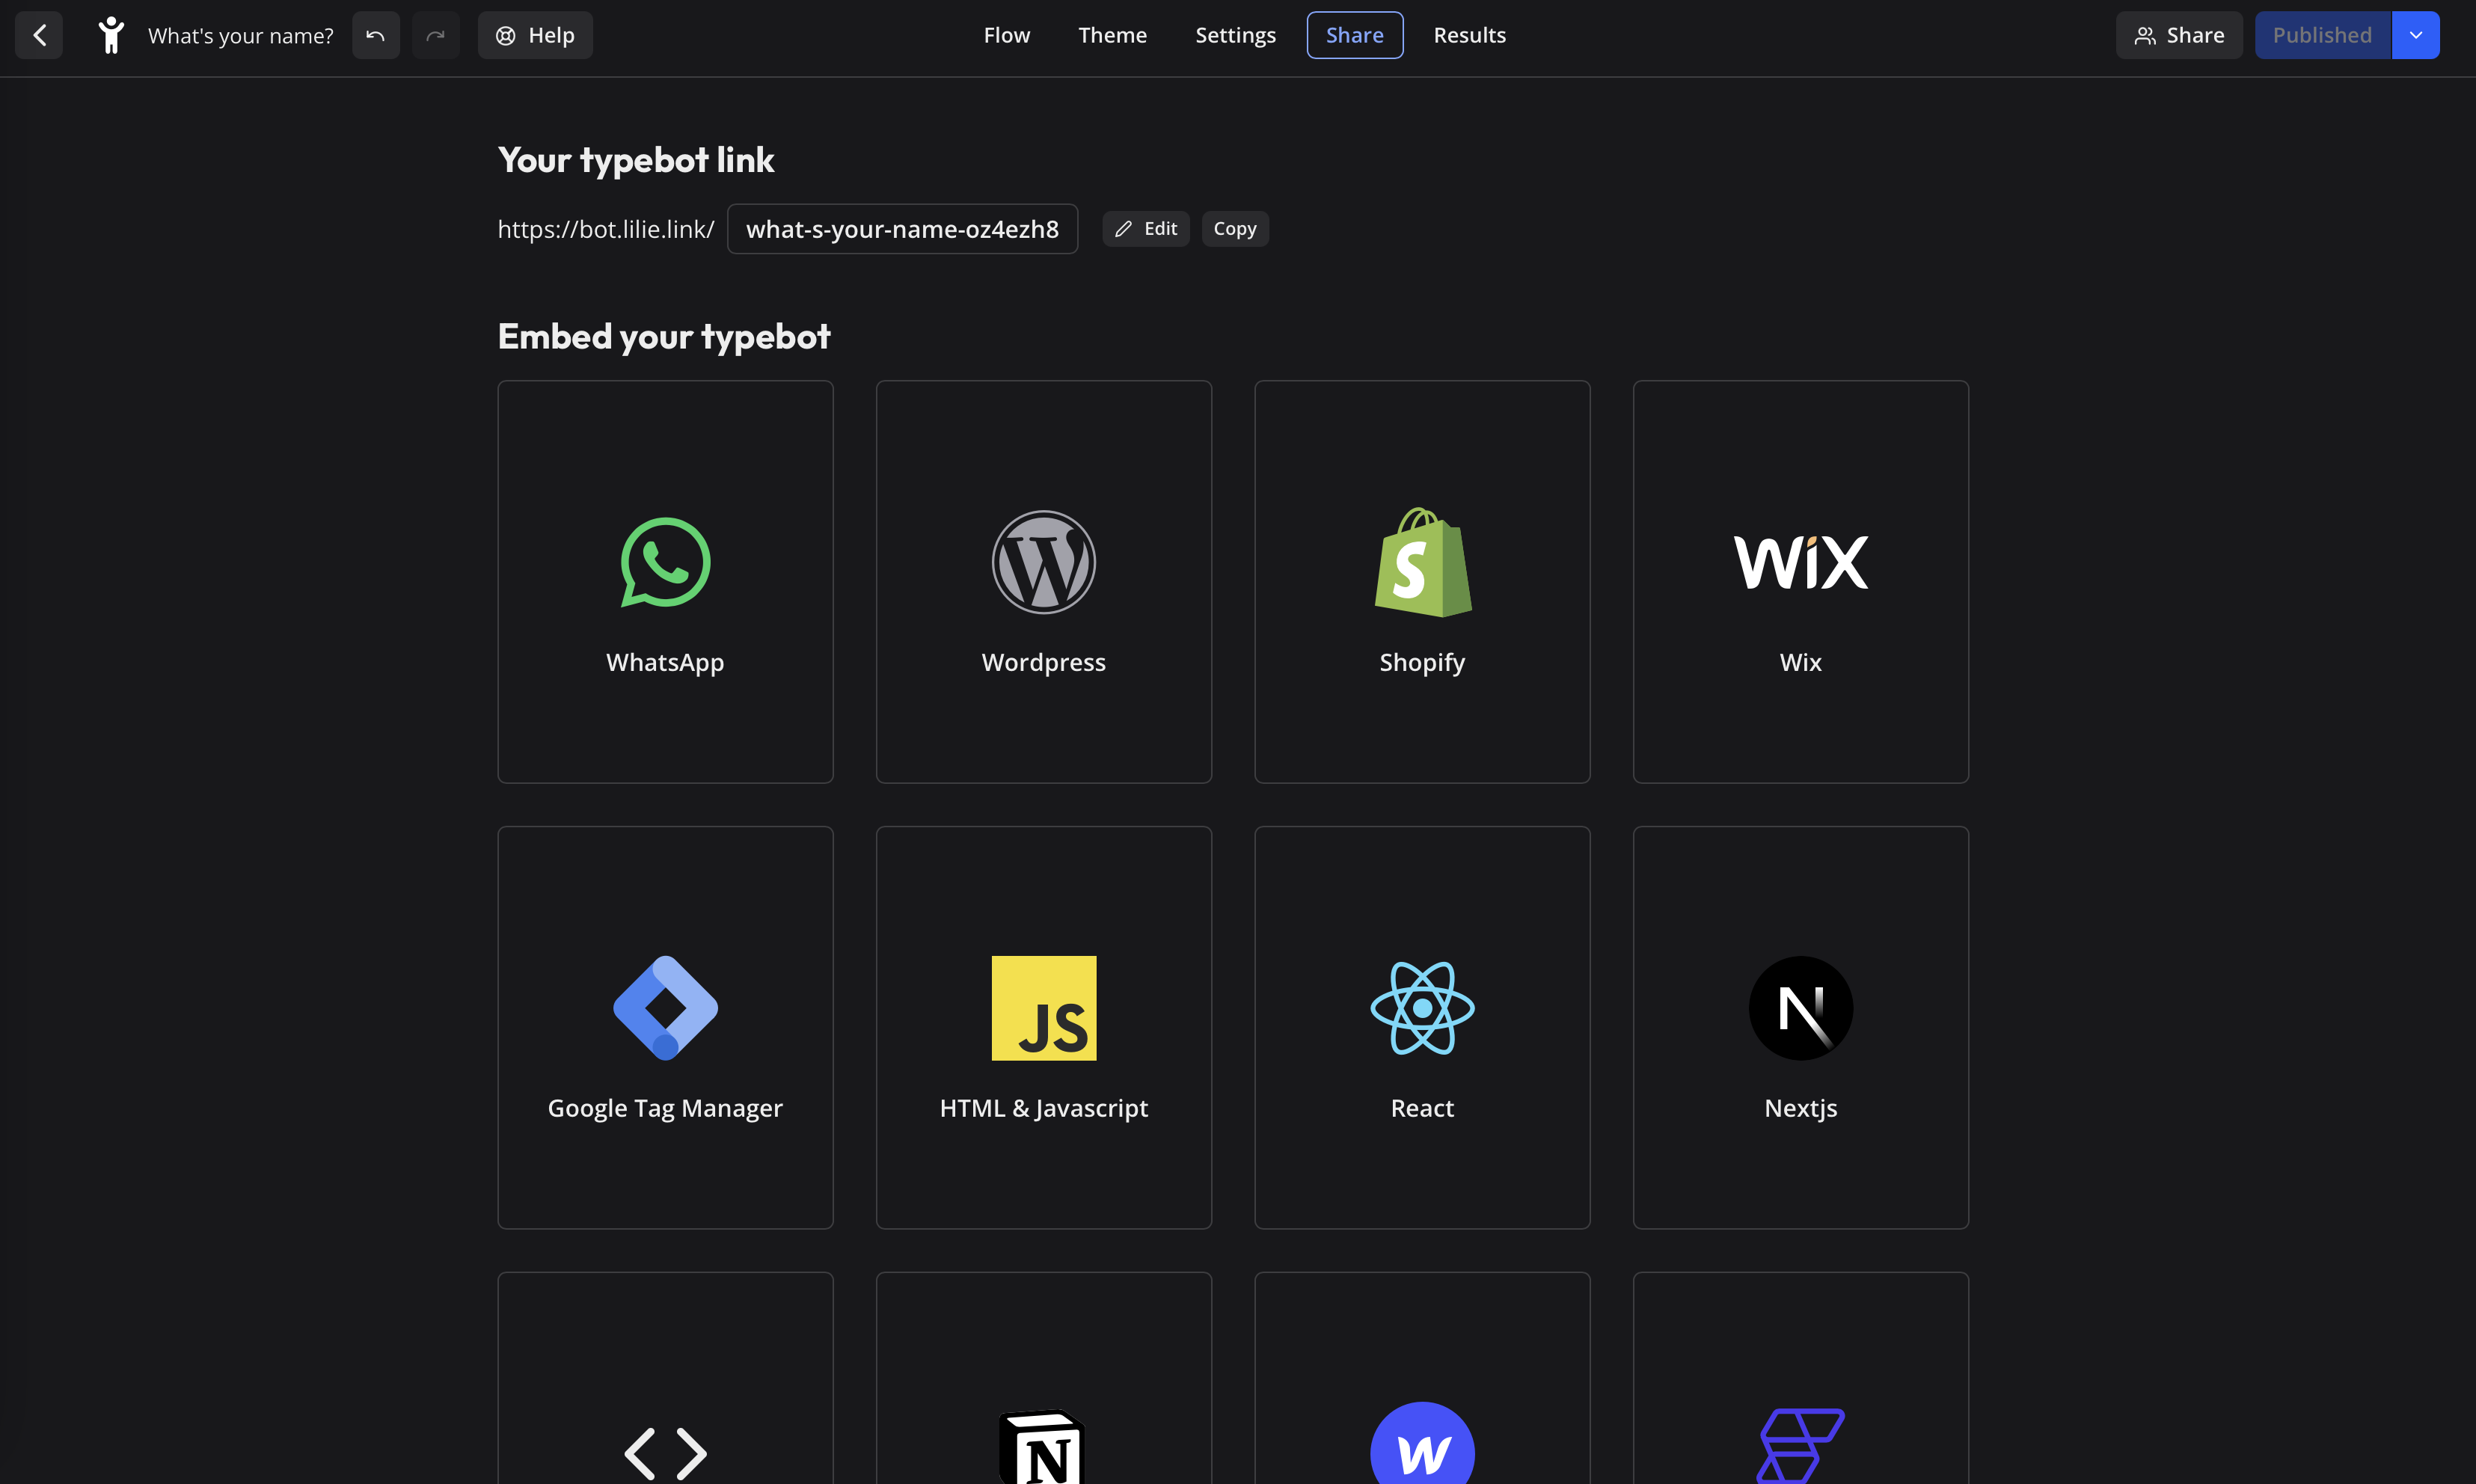 What's your name?
Help
Flow
Theme
Settings
Share
Results
Share
Published
Your typebot link
https://bot.lilie.link/
what-s-your-name-oz4ezh8
Edit
Copy
Embed your typebot
WhatsApp
Wordpress
S
Shopify
WiX
Wix
Google Tag Manager
JS
HTML & Javascript
React
N
Nextjs
N
W